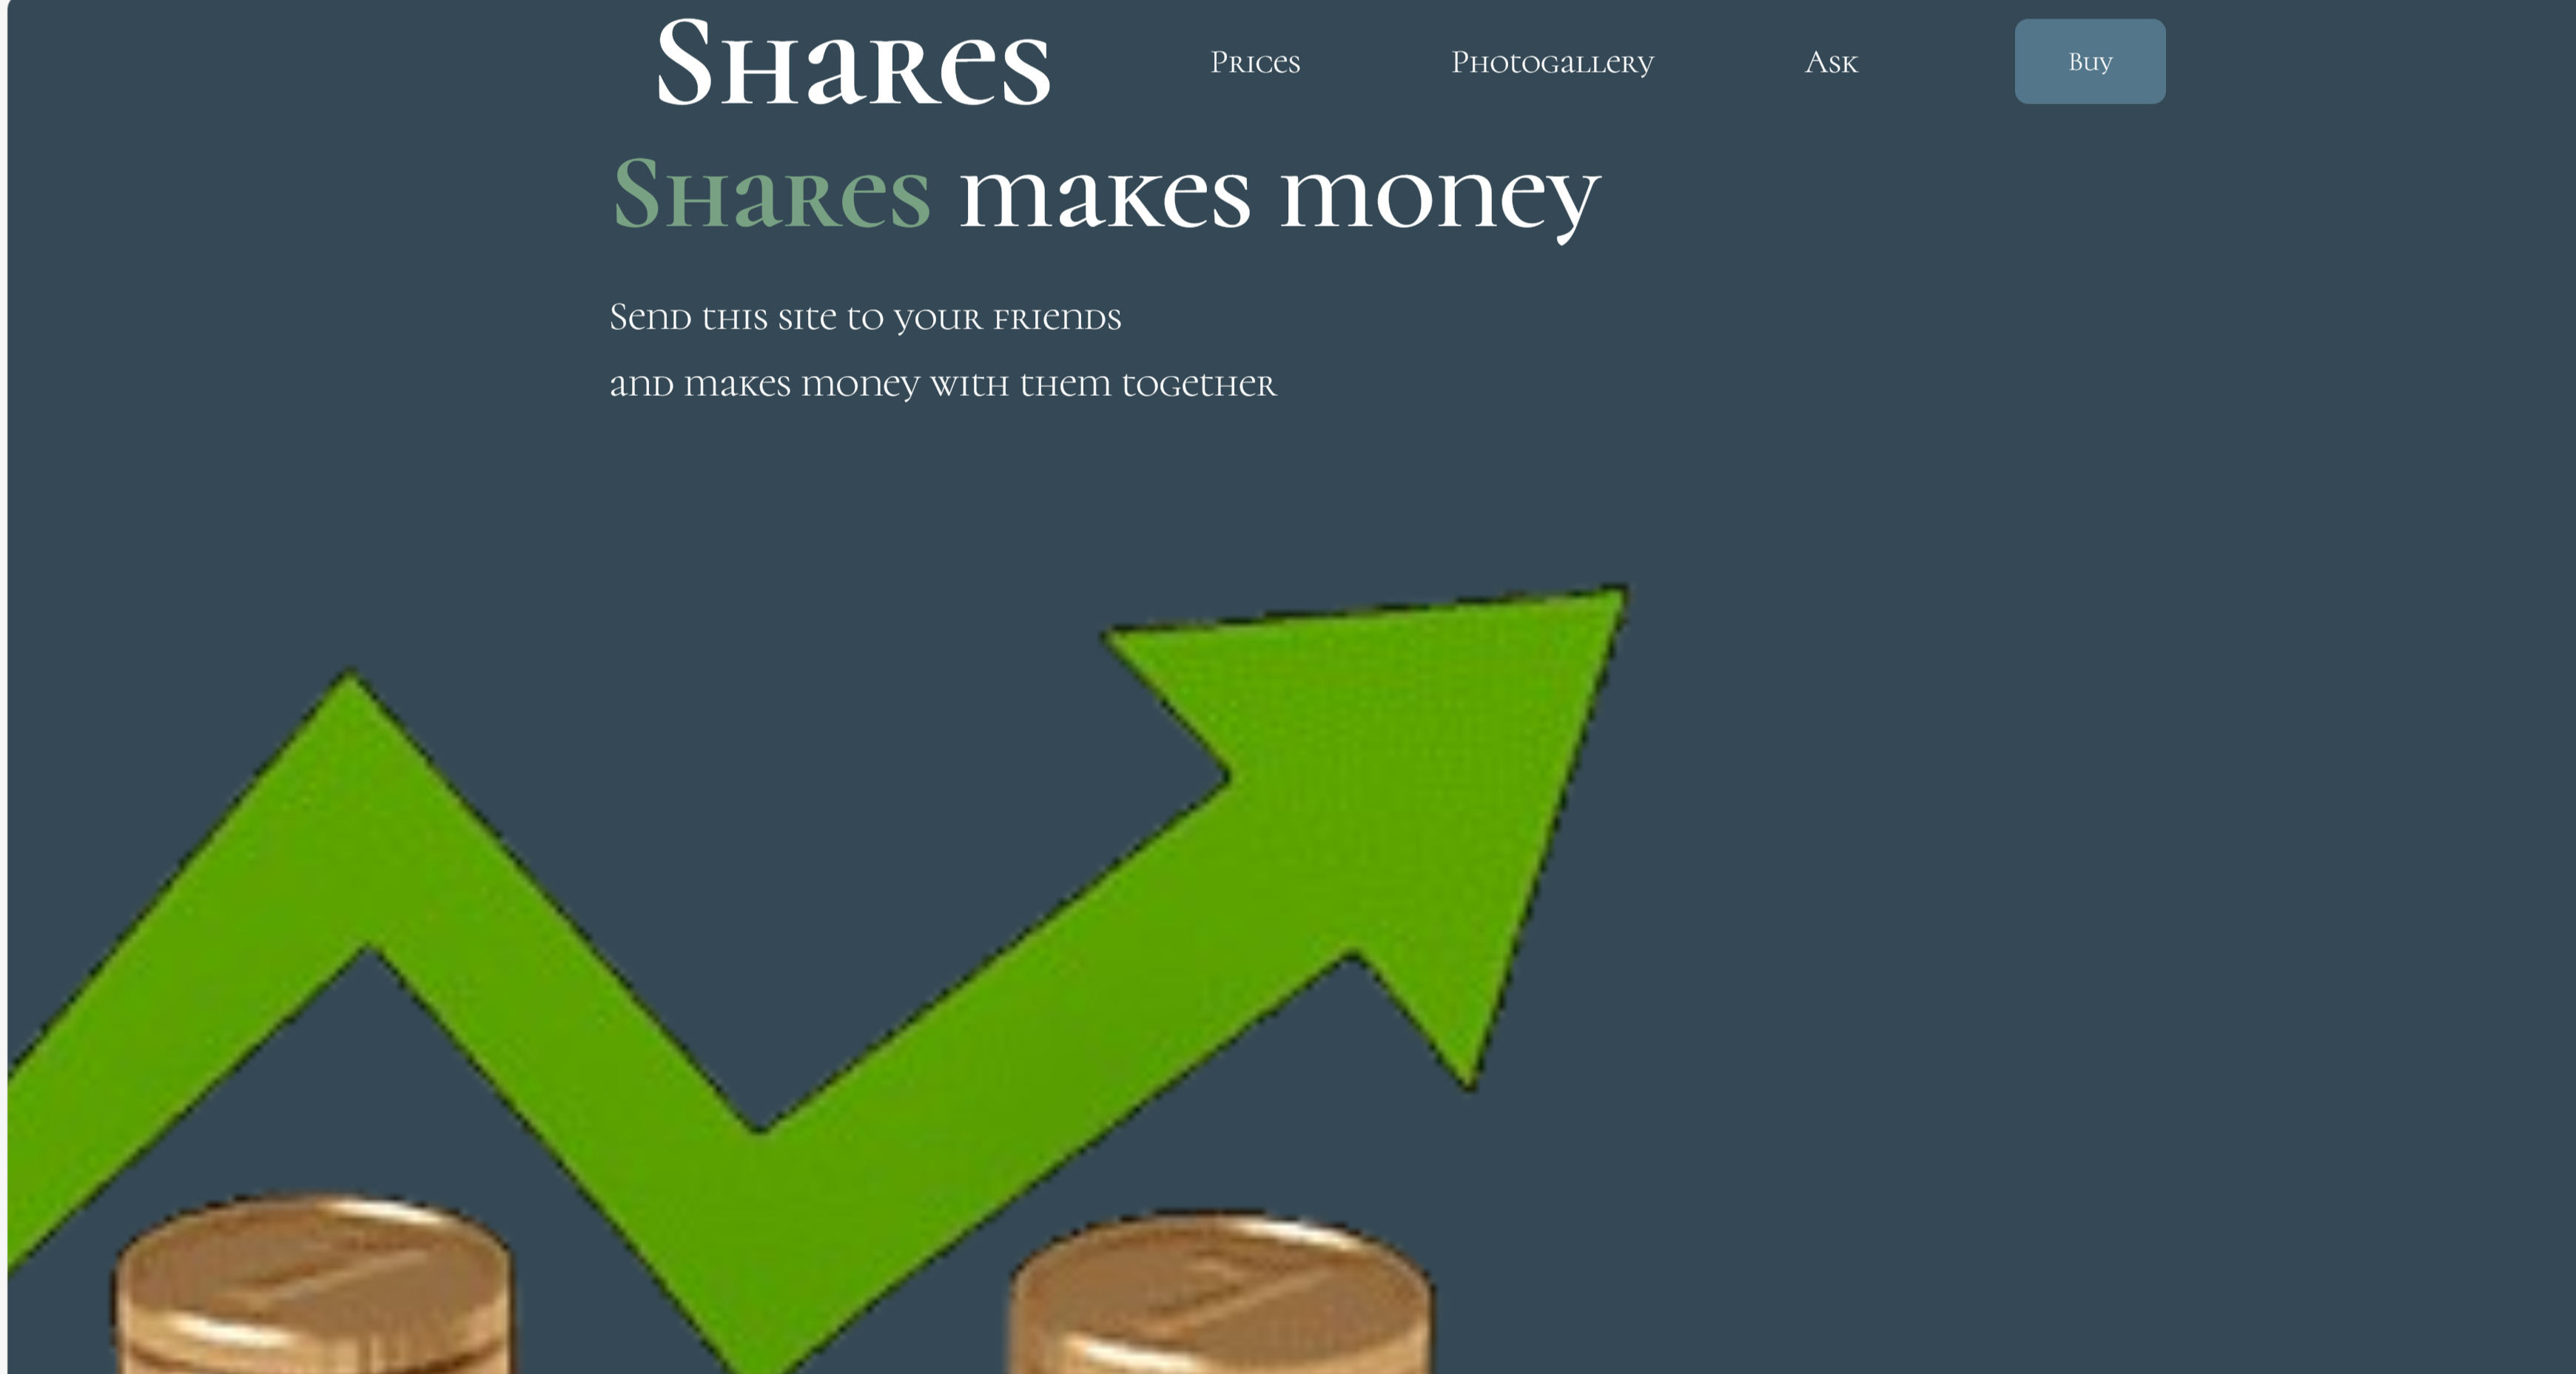 Shares
Prices
Photogallery
Ask
Buy
Shares makes money
Send this site to your friends
and makes money with them together